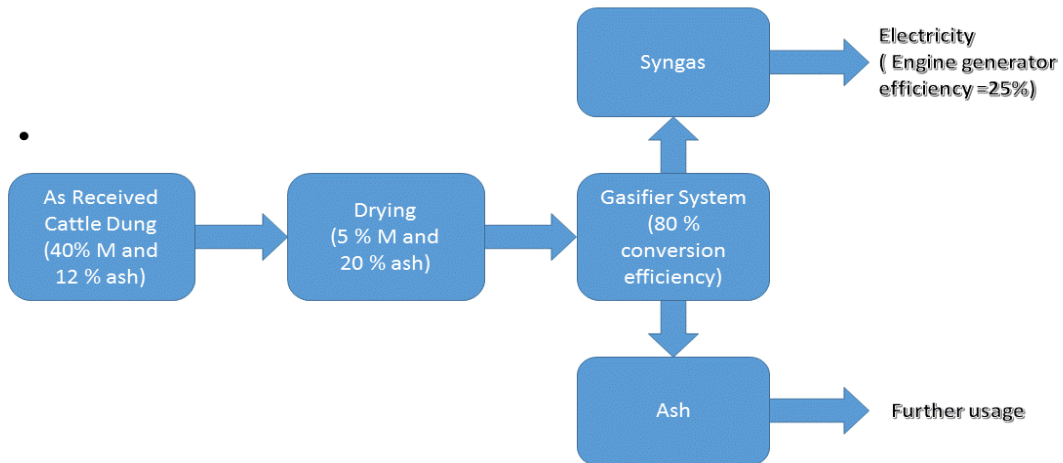 Syngas
Electricity
( Engine generator
efficiency =25%)
•
As Received
Cattle Dung
(40% M and
12 % ash)
Drying
(5 % M and
20 % ash)
Gasifier System
(80 %
conversion
efficiency)
Ash
Further usage